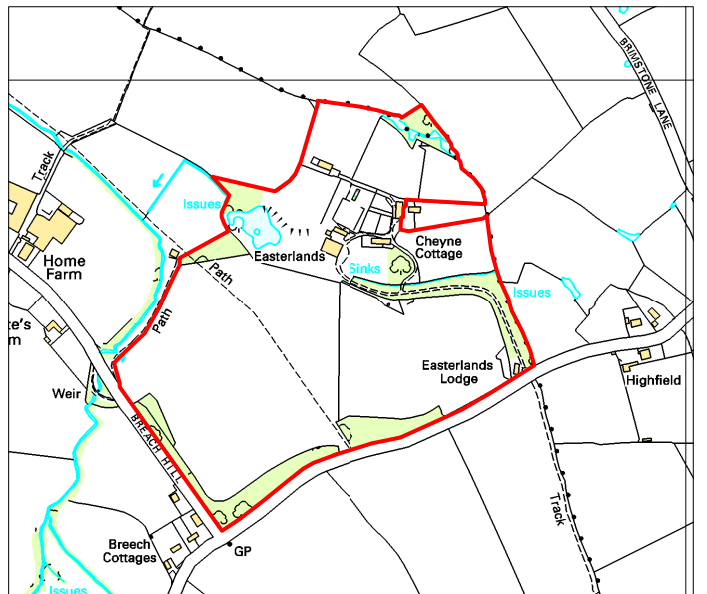 BRIMSTONE LANE
Track
Issues
Home
Farm
Path
Easterlands
Cheyne
Cottage
Sinks
Issues
Path
te's
m
Weir
Easterlands
Lodge
Highfield
BREACH HILL
Track
Breech
Cottages
GP
Issues